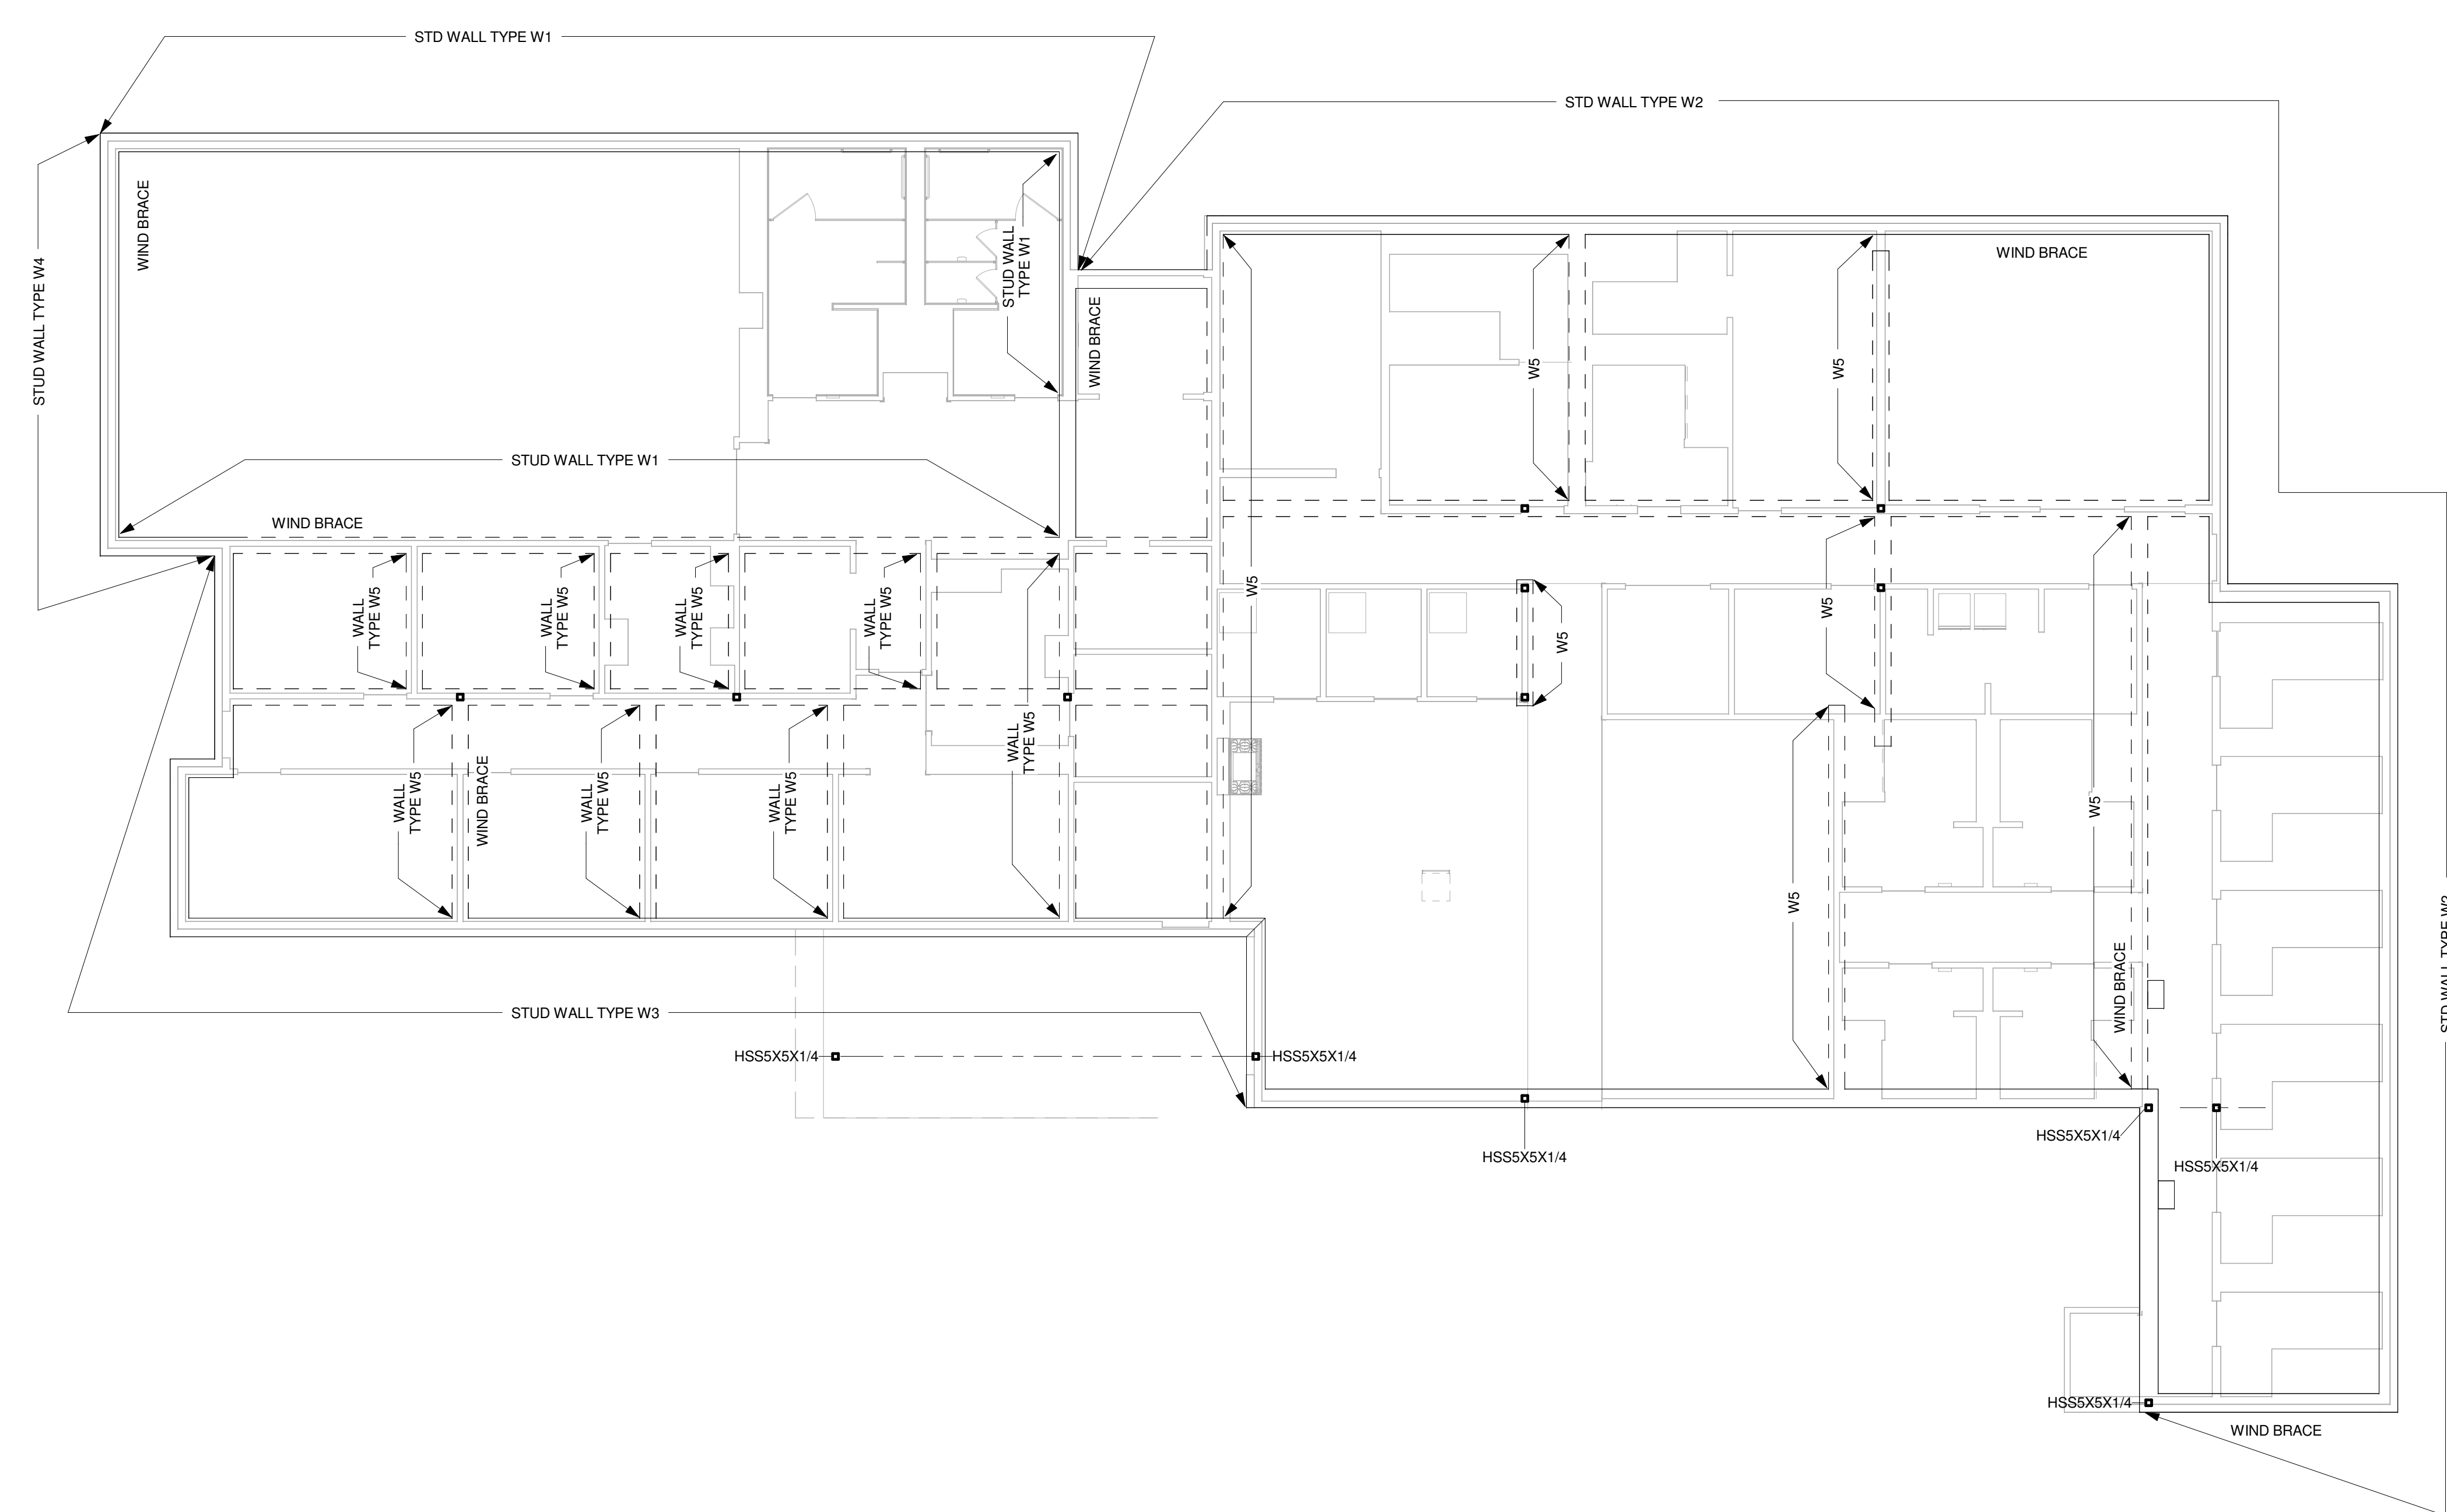 STD WALL TYPE W1
STD WALL TYPE W2
WIND BRACE
STUD WALL
TYPE W1
WIND BRACE
WIND BRACE
STUD WALL TYPE W4
W5
W5
STUD WALL TYPE W1
WIND BRACE
WALL
TYPE W5
WALL
TYPE W5
WALL
TYPE W5
WALL
TYPE W5
W5
W5
W5
WALL
TYPE W5
WALL
TYPE W5
WIND BRACE
WALL
TYPE W5
WALL
TYPE W5
W5
W5
WIND BRACE
STUD WALL TYPE W3
HSS5X5X1/4
HSS5X5X1/4
HSS5X5X1/4
HSS5X5X1/4
HSS5X5X1/4
HSS5X5X1/4
WIND BRACE